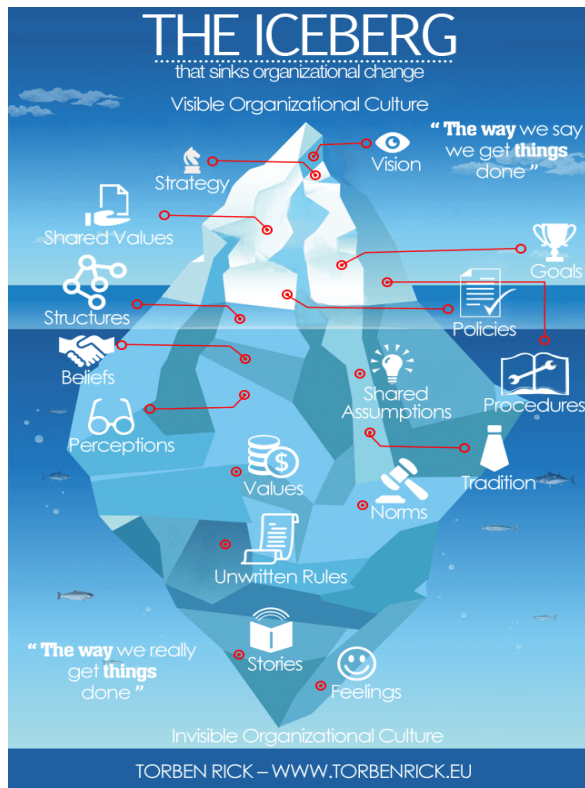 THE ICEBERG
that sinks organizational change
Visible Organizational Culture
Vision
“ The way we say
we get things
done ”
Strategy
Shared Values
Goals
Structures
Policies
Beliefs
Shared
Assumptions
Procedures
Perceptions
Tradition
Values
Norms
Unwritten Rules
“ The way we really
get things
done ”
Stories
Feelings
Invisible Organizational Culture
TORBEN RICK – WWW.TORBENRICK.EU